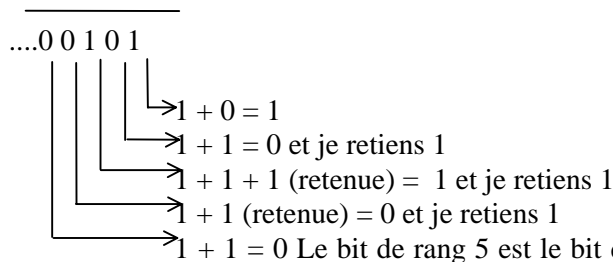 ....0 0 1 0 1
1 + 0 = 1
1 + 1 = 0 et je retiens 1
1 + 1 + 1 (retenue) = 1 et je retiens 1
1 + 1 (retenue) = 0 et je retiens 1
1 + 1 = 0 Le bit de rang 5 est le bit